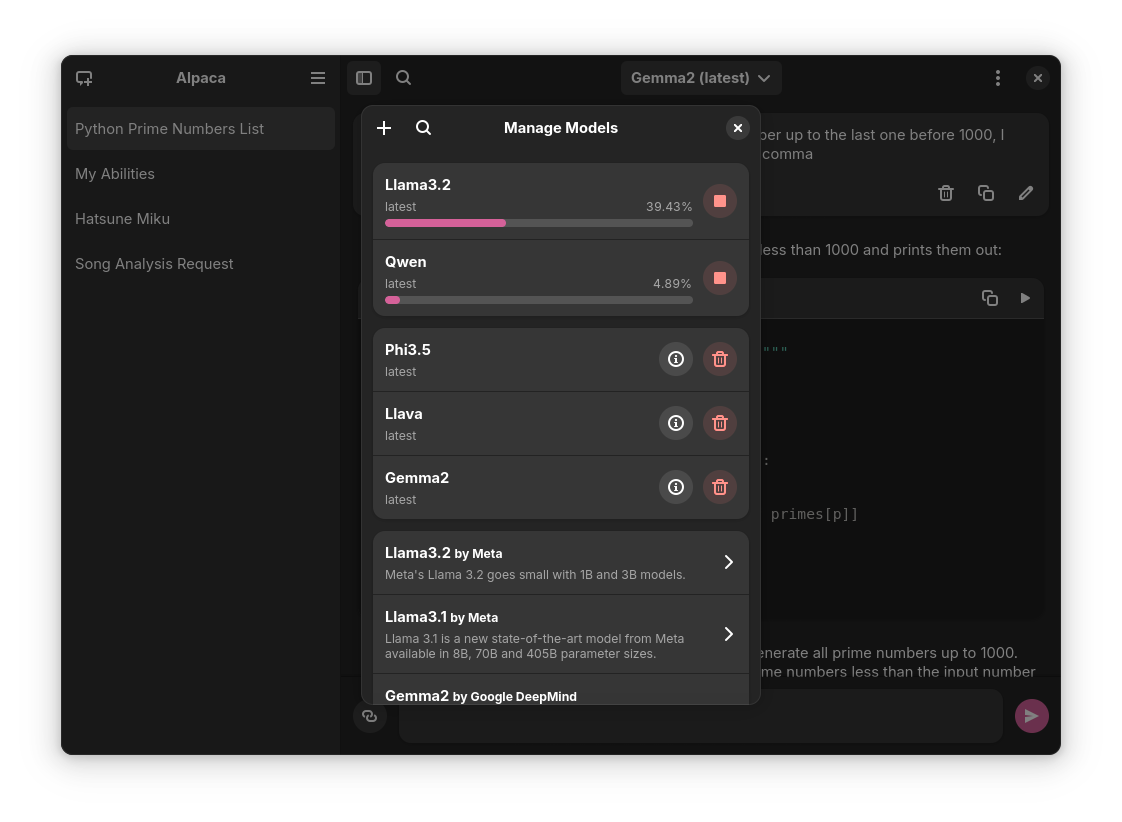 Alpaca
Python Prime Numbers List
My Abilities
Hatsune Miku
Song Analysis Request
Gemma2 (latest)
up to the last one before 1000, I
comma
less than 1000 and prints them out:
"""
:
primes[p]]
all prime numbers up to 1000.
numbers less than the input number
Manage Models
Llama3.2
latest 39.43%
Qwen
latest 4.89%
Phi3.5
latest
Llava
latest
Gemma2
latest
Llama3.2 by Meta
Meta's Llama 3.2 goes small with 1B and 3B models.
Llama3.1 by Meta
Llama 3.1 is a new state-of-the-art model from Meta
available in 8B, 70B and 405B parameter sizes.
Gemma2 by Google DeepMind